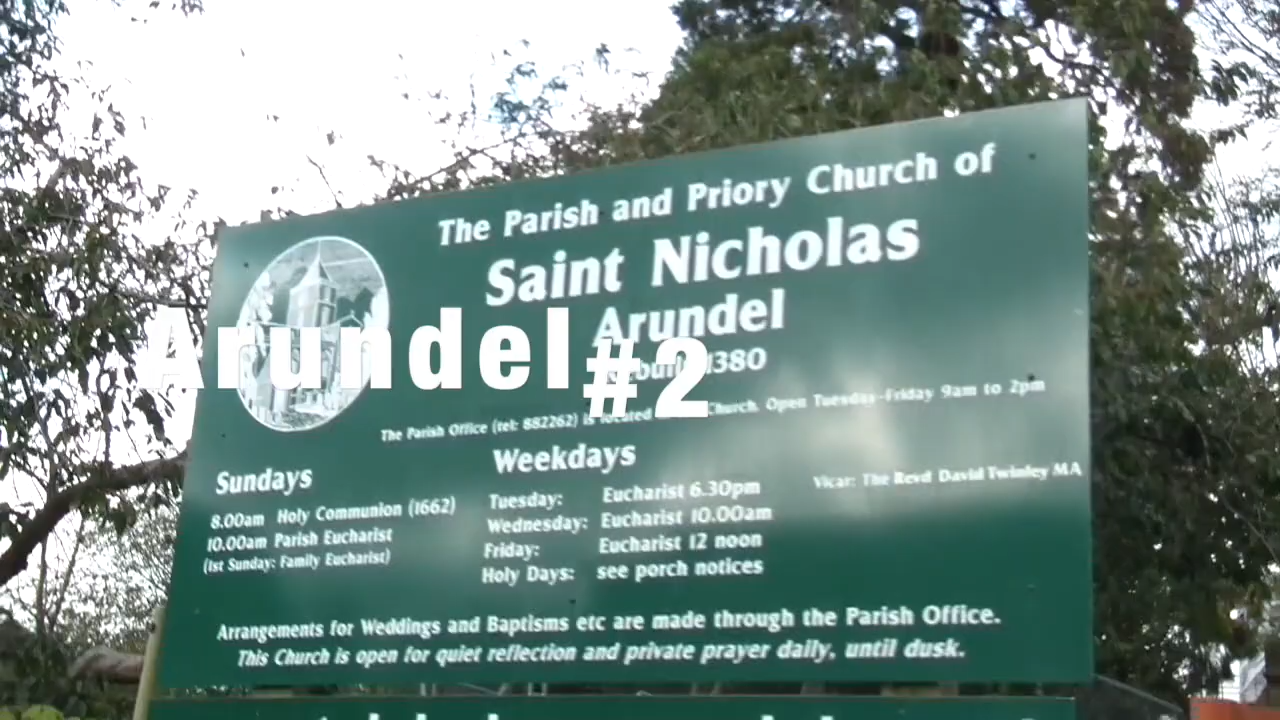 The Parish and Priory Church of
Saint Nicholas
Arundel
1380
Arundel #2
The Parish Office (tel: 882262) is located Church. Open Tuesday-Friday 9am to 2pm
Sundays
8.00am Holy Communion (1662)
10.00am Parish Eucharist
(1st Sunday: Family Eucharist)
Weekdays
Tuesday: Eucharist 6.30pm
Wednesday: Eucharist 10.00am
Friday: Eucharist 12 noon
Holy Days: see porch notices
Vicar: The Revd David Twinley MA
Arrangements for Weddings and Baptisms etc are made through the Parish Office.
This Church is open for quiet reflection and private prayer daily, until dusk.